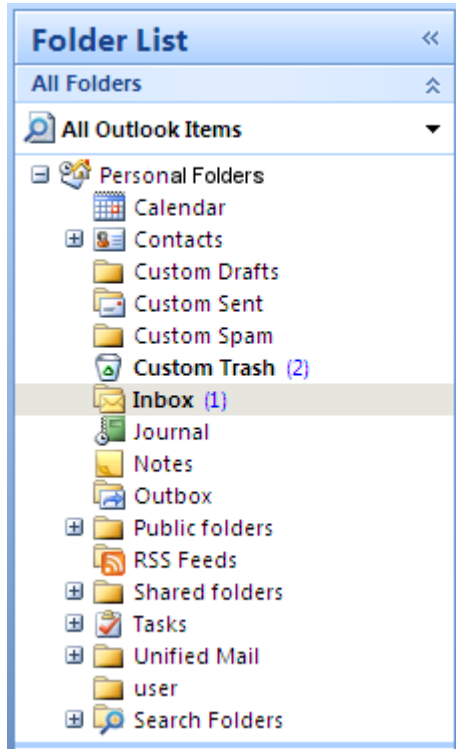 Folder List
All Folders
All Outlook Items
Personal Folders
Calendar
Contacts
Custom Drafts
Custom Sent
Custom Spam
Custom Trash (2)
Inbox (1)
Journal
Notes
Outbox
Public folders
RSS Feeds
Shared folders
Tasks
Unified Mail
user
Search Folders